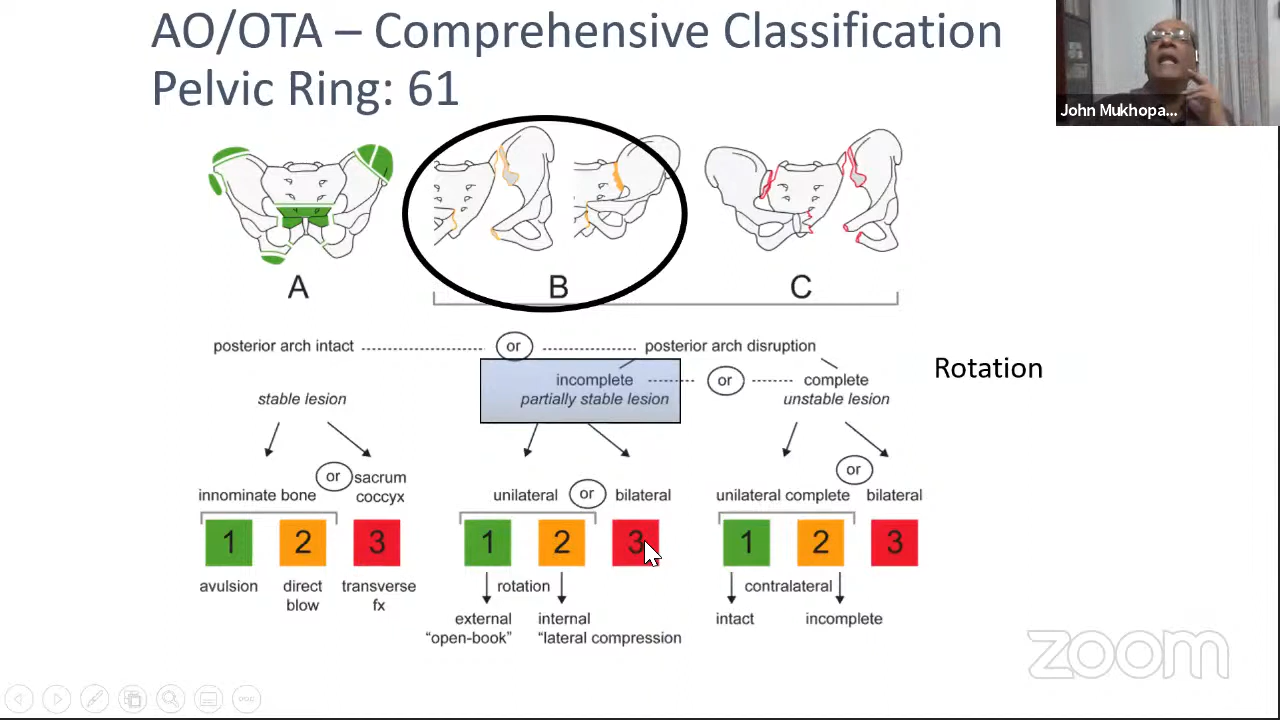 AO/OTA – Comprehensive Classification
Pelvic Ring: 61
John Mukhopa...
A
B
C
posterior arch intact
or
posterior arch disruption
Rotation
incomplete
or
complete
stable lesion
partially stable lesion
unstable lesion
innominate bone
or
sacrum
coccyx
unilateral
or
bilateral
unilateral complete
or
bilateral
1
2
3
1
2
3
1
2
3
avulsion
direct
blow
transverse
fx
rotation
external
"open-book"
internal
"lateral compression
contralateral
intact
incomplete
zoom